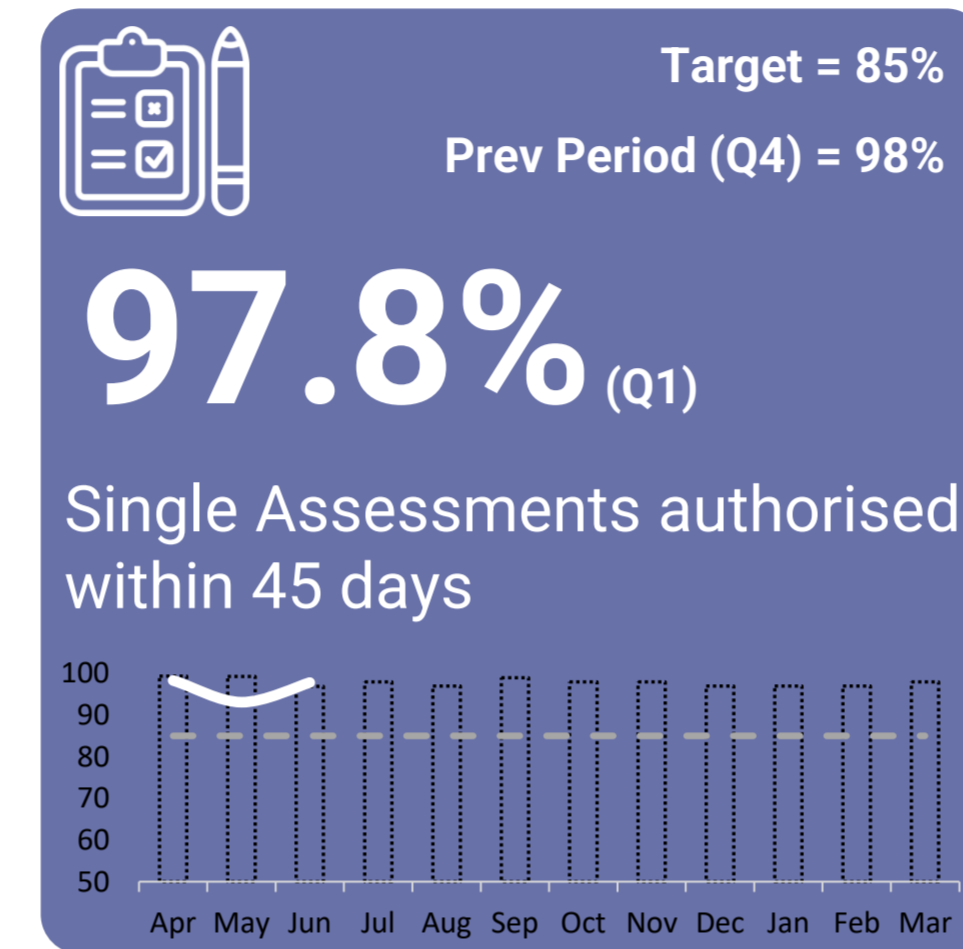 Target = 85%
Prev Period (Q4) = 98%
97.8% (Q1)
Single Assessments authorised
within 45 days
100
90
80
70
60
50
Apr May Jun Jul Aug Sep Oct Nov Dec Jan Feb Mar